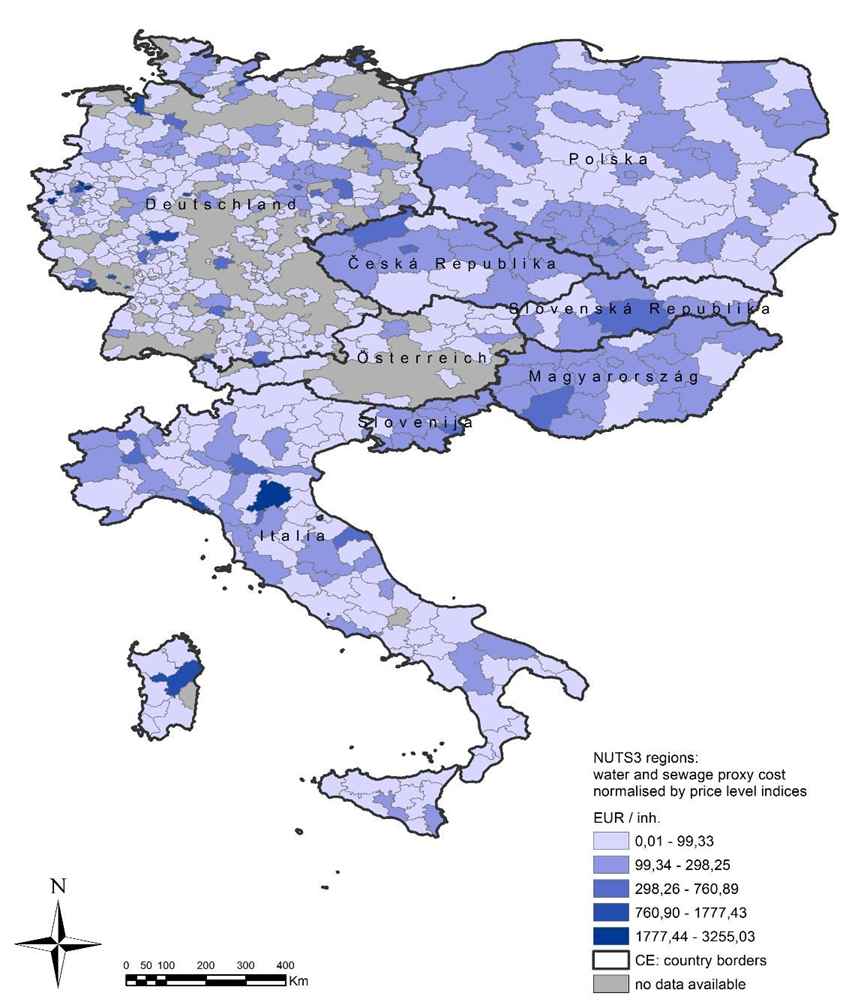 Polska
Deutschland
Česká Republika
Slovenská Republika
Österreich
Magyarország
Slovenija
Italia
NUTS3 regions:
water and sewage proxy cost
normalised by price level indices
EUR / inh.
0,01 - 99,33
99,34 - 298,25
298,26 - 760,89
760,90 - 1777,43
1777,44 - 3255,03
CE: country borders
no data available
N
0 50 100 200 300 400
Km